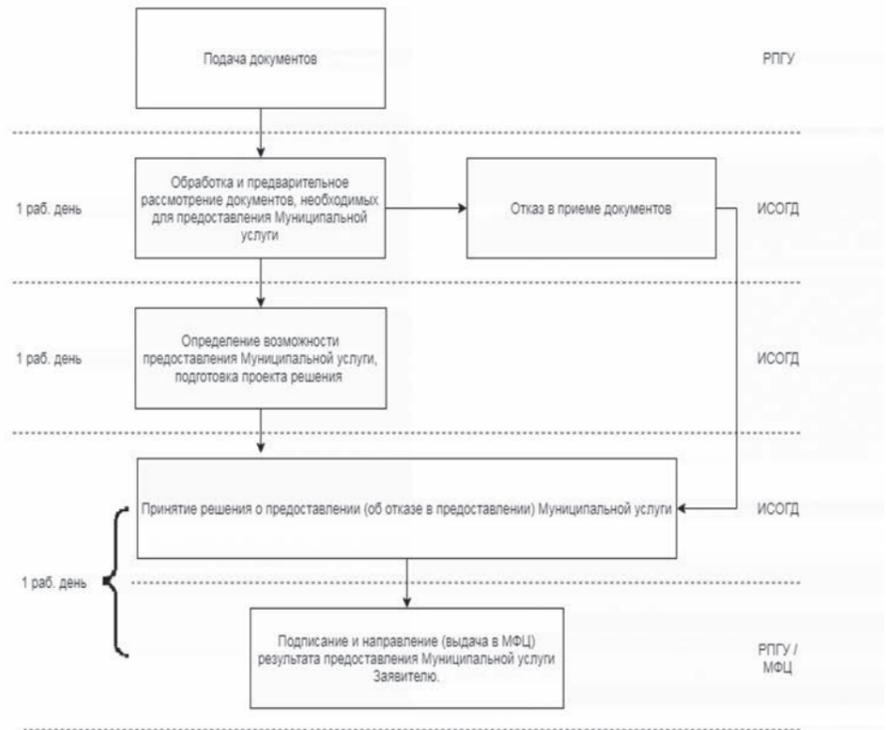 Подача документов
РПГУ
1 раб. день
Обработка и предварительное
рассмотрение документов, необходимых
для предоставления Муниципальной
услуги
Отказ в приеме документов
ИСОГД
1 раб. день
Определение возможности
предоставления Муниципальной услуги,
подготовка проекта решения
ИСОГД
Принятие решения о предоставлении (об отказе в предоставлении) Муниципальной услуги
ИСОГД
1 раб. день
Подписание и направление (выдача в МФЦ)
результата предоставления Муниципальной услуги
Заявителю.
РПГУ /
МФЦ